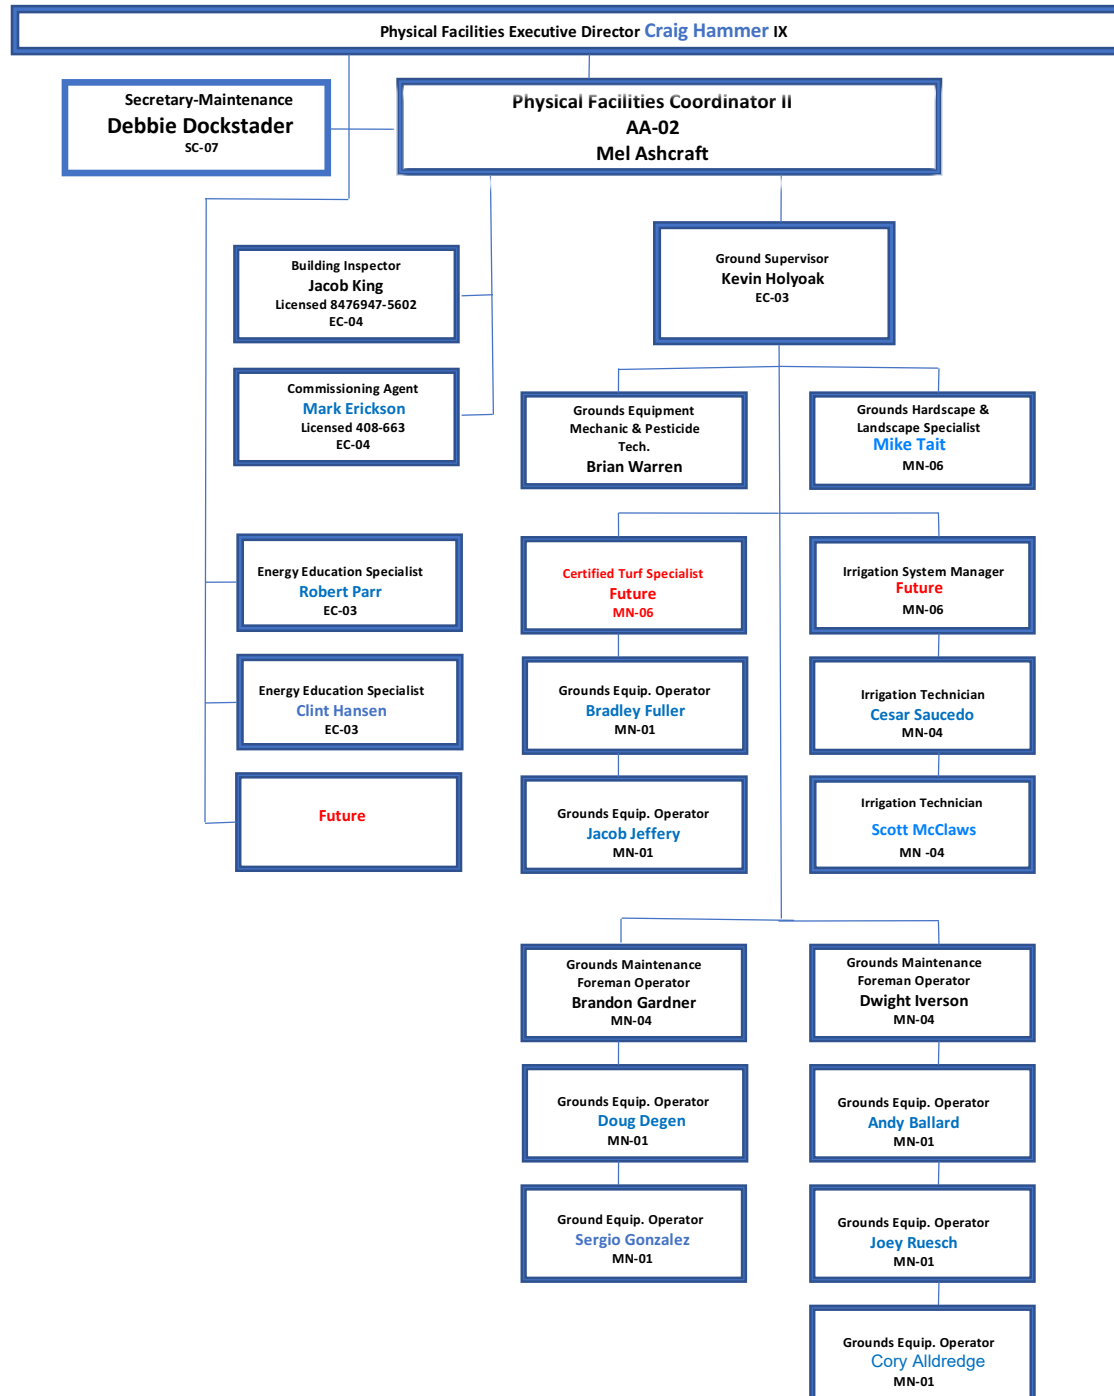 Physical Facilities Executive Director Craig Hammer IX
Secretary-Maintenance
Debbie Dockstader
SC-07
Physical Facilities Coordinator II
AA-02
Mel Ashcraft
Building Inspector
Jacob King
Licensed 8476947-5602
EC-04
Ground Supervisor
Kevin Holyoak
EC-03
Commissioning Agent
Mark Erickson
Licensed 408-663
EC-04
Grounds Equipment
Mechanic & Pesticide
Tech.
Brian Warren
Grounds Hardscape &
Landscape Specialist
Mike Tait
MN-06
Energy Education Specialist
Robert Parr
EC-03
Certified Turf Specialist
Future
MN-06
Irrigation System Manager
Future
MN-06
Energy Education Specialist
Clint Hansen
EC-03
Grounds Equip. Operator
Bradley Fuller
MN-01
Irrigation Technician
Cesar Saucedo
MN-04
Future
Grounds Equip. Operator
Jacob Jeffery
MN-01
Irrigation Technician
Scott McClaws
MN -04
Grounds Maintenance
Foreman Operator
Brandon Gardner
MN-04
Grounds Maintenance
Foreman Operator
Dwight Iverson
MN-04
Grounds Equip. Operator
Doug Degen
MN-01
Grounds Equip. Operator
Andy Ballard
MN-01
Ground Equip. Operator
Sergio Gonzalez
MN-01
Grounds Equip. Operator
Joey Ruesch
MN-01
Grounds Equip. Operator
Cory Alldredge
MN-01